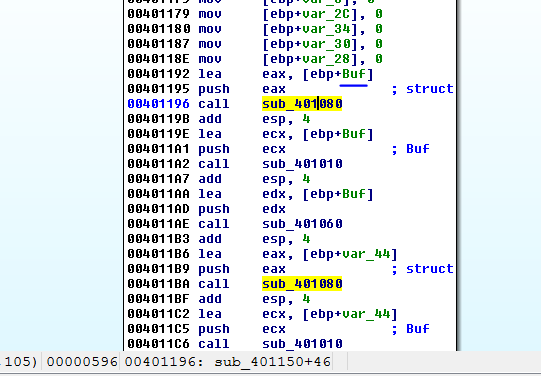 00401179 mov [ebp+var_2C], 0
00401180 mov [ebp+var_34], 0
00401187 mov [ebp+var_30], 0
0040118E mov [ebp+var_28], 0
00401192 lea eax, [ebp+Buf]
00401195 push eax ; struct
00401196 call sub_401080
0040119B add esp, 4
0040119E lea ecx, [ebp+Buf]
004011A1 push ecx ; Buf
004011A2 call sub_401010
004011A7 add esp, 4
004011AA lea edx, [ebp+Buf]
004011AD push edx
004011AE call sub_401060
004011B3 add esp, 4
004011B6 lea eax, [ebp+var_44]
004011B9 push eax ; struct
004011BA call sub_401080
004011BF add esp, 4
004011C2 lea ecx, [ebp+var_44]
004011C5 push ecx ; Buf
004011C6 call sub_401010
,105) 00000596 00401196: sub_401150+46